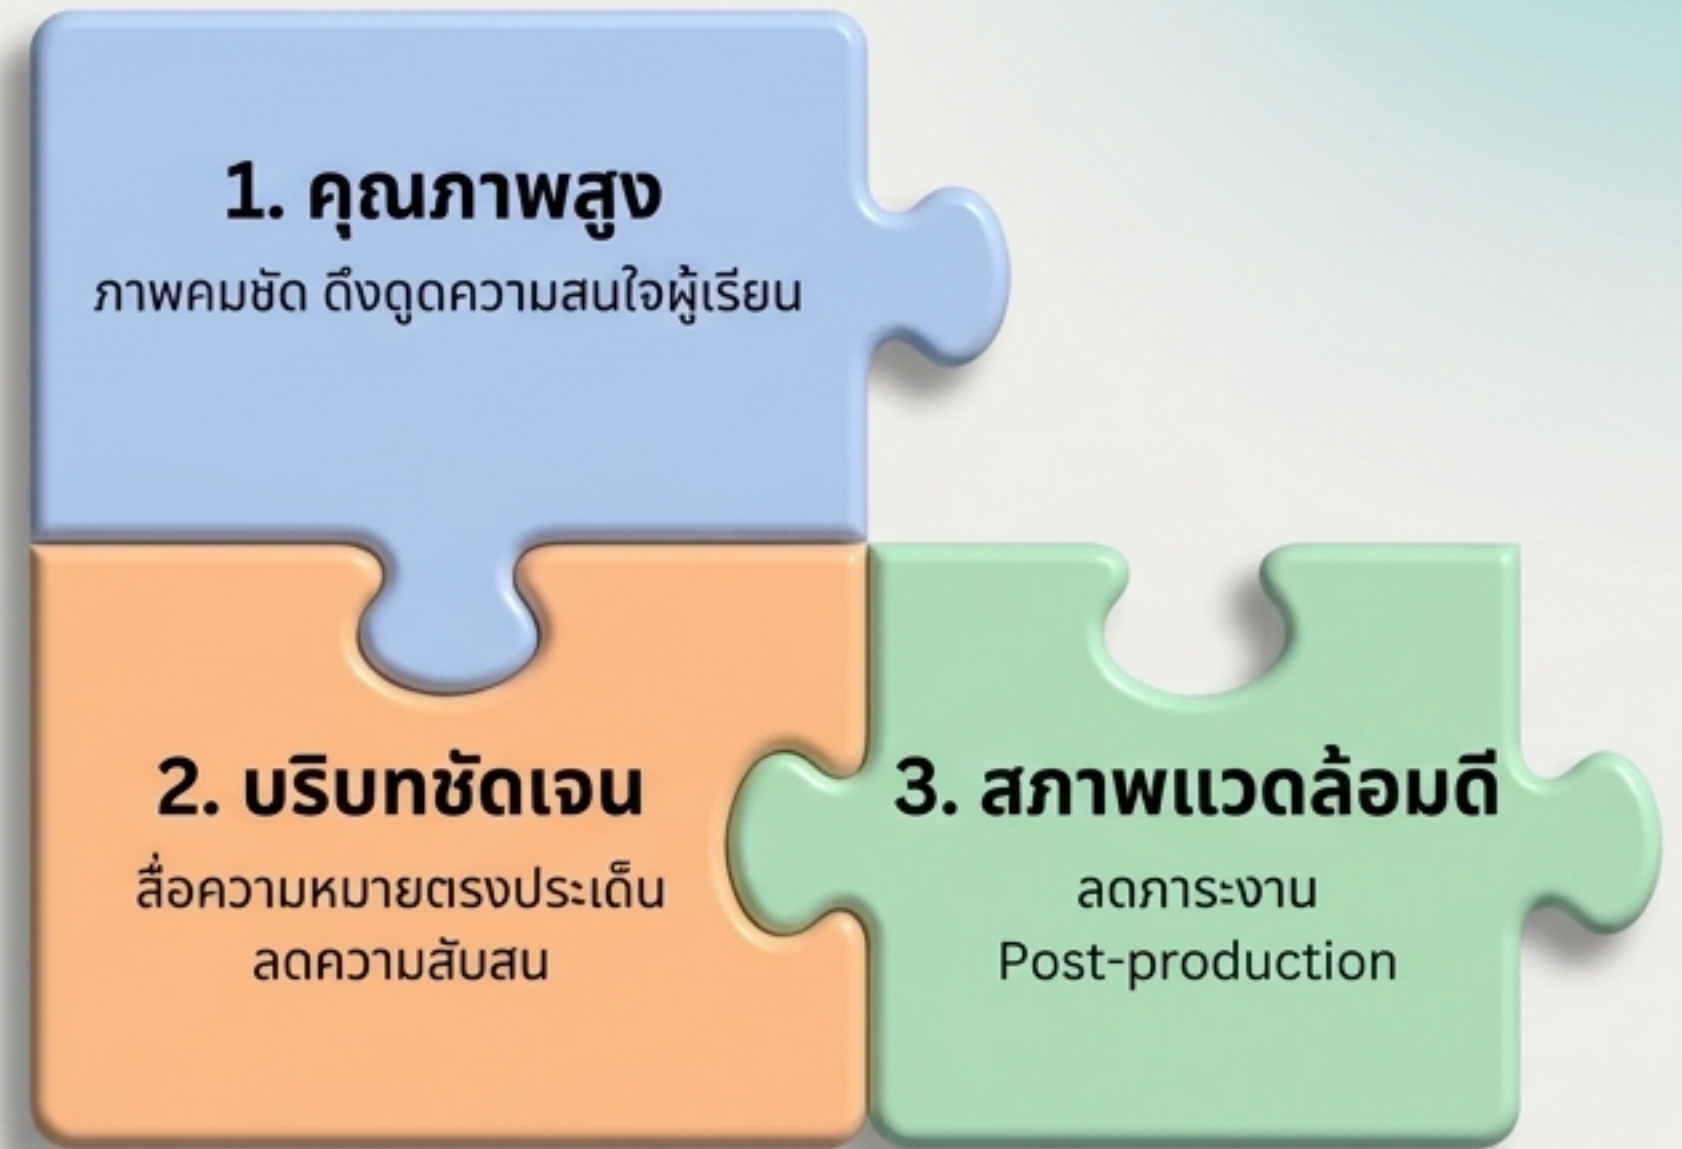 1. คุณภาพสูง
ภาพคมชัด ดึงดูดความสนใจผู้เรียน
2. บริบทชัดเจน
สื่อความหมายตรงประเด็น
ลดความสับสน
3. สภาพแวดล้อมดี
ลดภาระงาน
Post-production